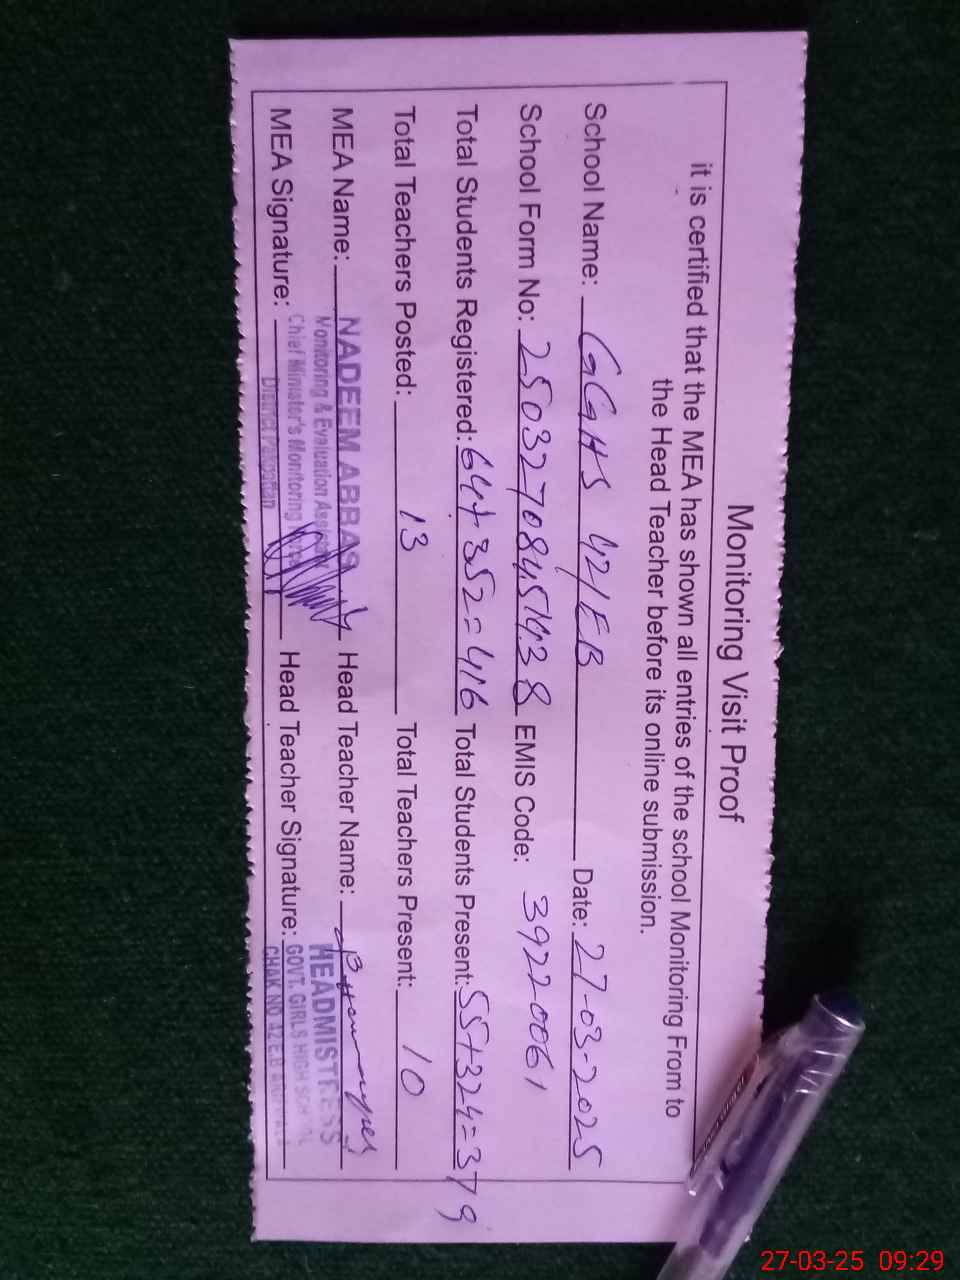 Monitoring Visit Proof
it is certified that the MEA has shown all entries of the school Monitoring From to
the Head Teacher before its online submission.
School Name: GGHS 42/EB Date: 27-03-2025
School Form No: 25032708451438 EMIS Code: 39220061
Total Students Registered: 64+352=416 Total Students Present: 55+324=379
Total Teachers Posted: 13 Total Teachers Present: 10
MEA Name: NADEEM ABBAS Head Teacher Name:
Monitoring & Evaluation Assistant HEADMISTRESS
MEA Signature: Chief Minister's Monitoring Force Head Teacher Signature: GOVT. GIRLS HIGH SCHOOL
District Pakpattan CHAK NO 42 E.B
27-03-25 09:29